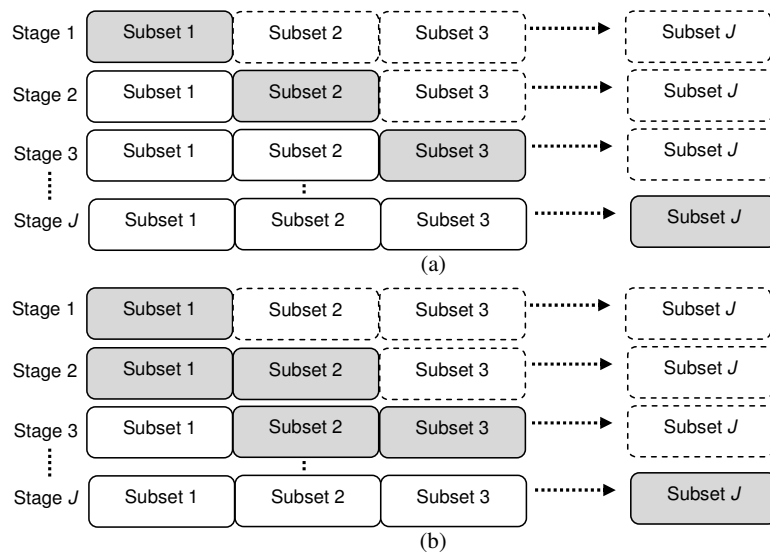 Stage 1 Subset 1 Subset 2 Subset 3 Subset J
Stage 2 Subset 1 Subset 2 Subset 3 Subset J
Stage 3 Subset 1 Subset 2 Subset 3 Subset J
Stage J Subset 1 Subset 2 Subset 3 Subset J
(a)
Stage 1 Subset 1 Subset 2 Subset 3 Subset J
Stage 2 Subset 1 Subset 2 Subset 3 Subset J
Stage 3 Subset 1 Subset 2 Subset 3 Subset J
Stage J Subset 1 Subset 2 Subset 3 Subset J
(b)